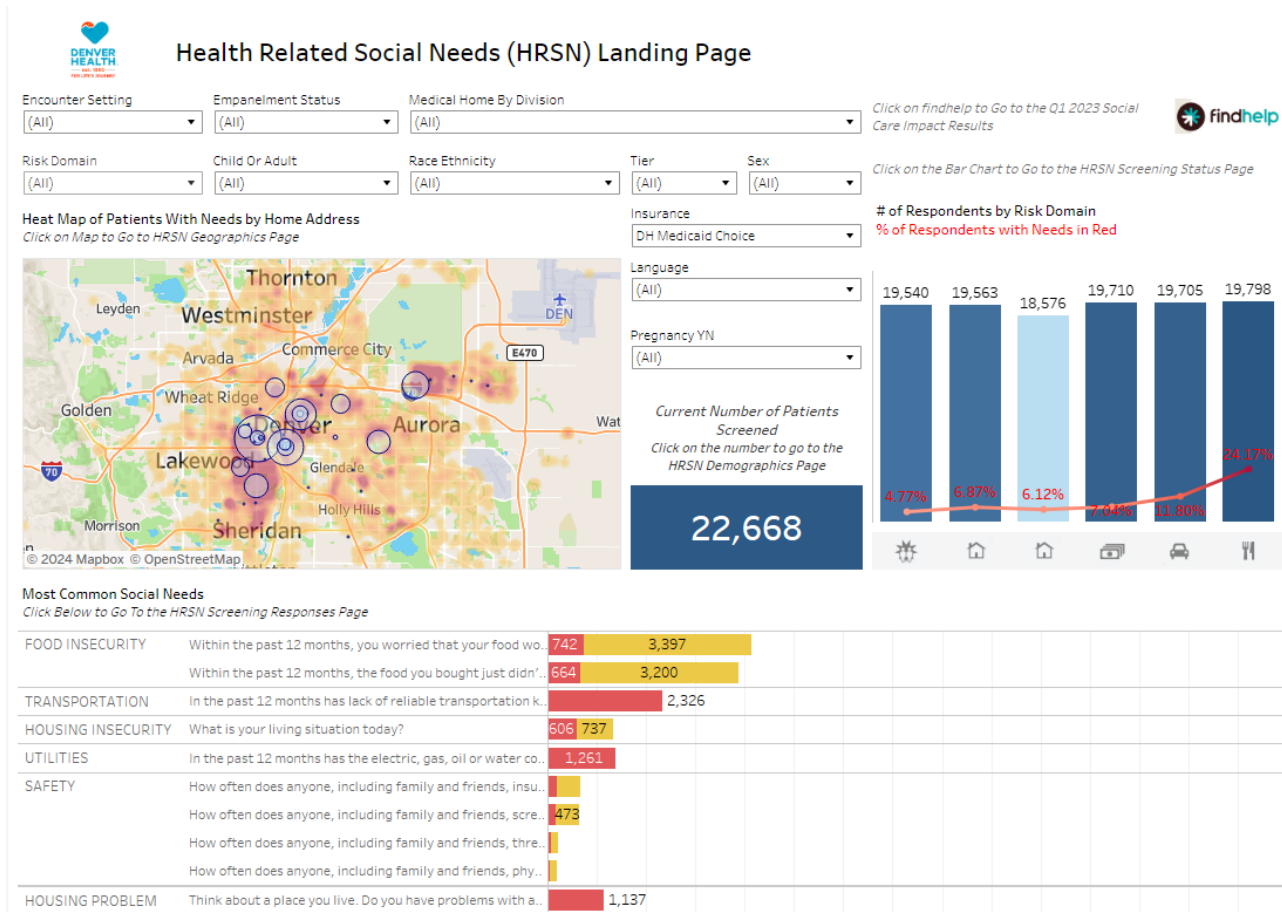 DENVER
HEALTH
EST. 1860
FOR LIFE'S JOURNEY
Health Related Social Needs (HRSN) Landing Page
Encounter Setting
(All)
Empanelment Status
(All)
Medical Home By Division
(All)
Click on findhelp to Go to the Q1 2023 Social
Care Impact Results
findhelp
Risk Domain
(All)
Child Or Adult
(All)
Race Ethnicity
(All)
Tier
(All)
Sex
(All)
Click on the Bar Chart to Go to the HRSN Screening Status Page
Heat Map of Patients With Needs by Home Address
Click on Map to Go to HRSN Geographics Page
Insurance
DH Medicaid Choice
Language
(All)
Pregnancy YN
(All)
# of Respondents by Risk Domain
% of Respondents with Needs in Red
Thornton
Leyden
Westminster
DEN
Arvada
Commerce City
E470
Wheat Ridge
Golden
Denver
Aurora
Wat
Lakewood
70
Glendale
Holly Hills
Morrison
Sheridan
© 2024 Mapbox © OpenStreetMap
Current Number of Patients
Screened
Click on the number to go to the
HRSN Demographics Page
22,668
19,540
19,563
18,576
19,710
19,705
19,798
4.77%
6.87%
6.12%
7.04%
11.80%
24.17%
Most Common Social Needs
Click Below to Go To the HRSN Screening Responses Page
FOOD INSECURITY Within the past 12 months, you worried that your food wo.. 742 3,397
Within the past 12 months, the food you bought just didn'.. 664 3,200
TRANSPORTATION In the past 12 months has lack of reliable transportation k.. 2,326
HOUSING INSECURITY What is your living situation today? 606 737
UTILITIES In the past 12 months has the electric, gas, oil or water co.. 1,261
SAFETY How often does anyone, including family and friends, insu..
How often does anyone, including family and friends, scre.. 473
How often does anyone, including family and friends, thre..
How often does anyone, including family and friends, phy..
HOUSING PROBLEM Think about a place you live. Do you have problems with a.. 1,137